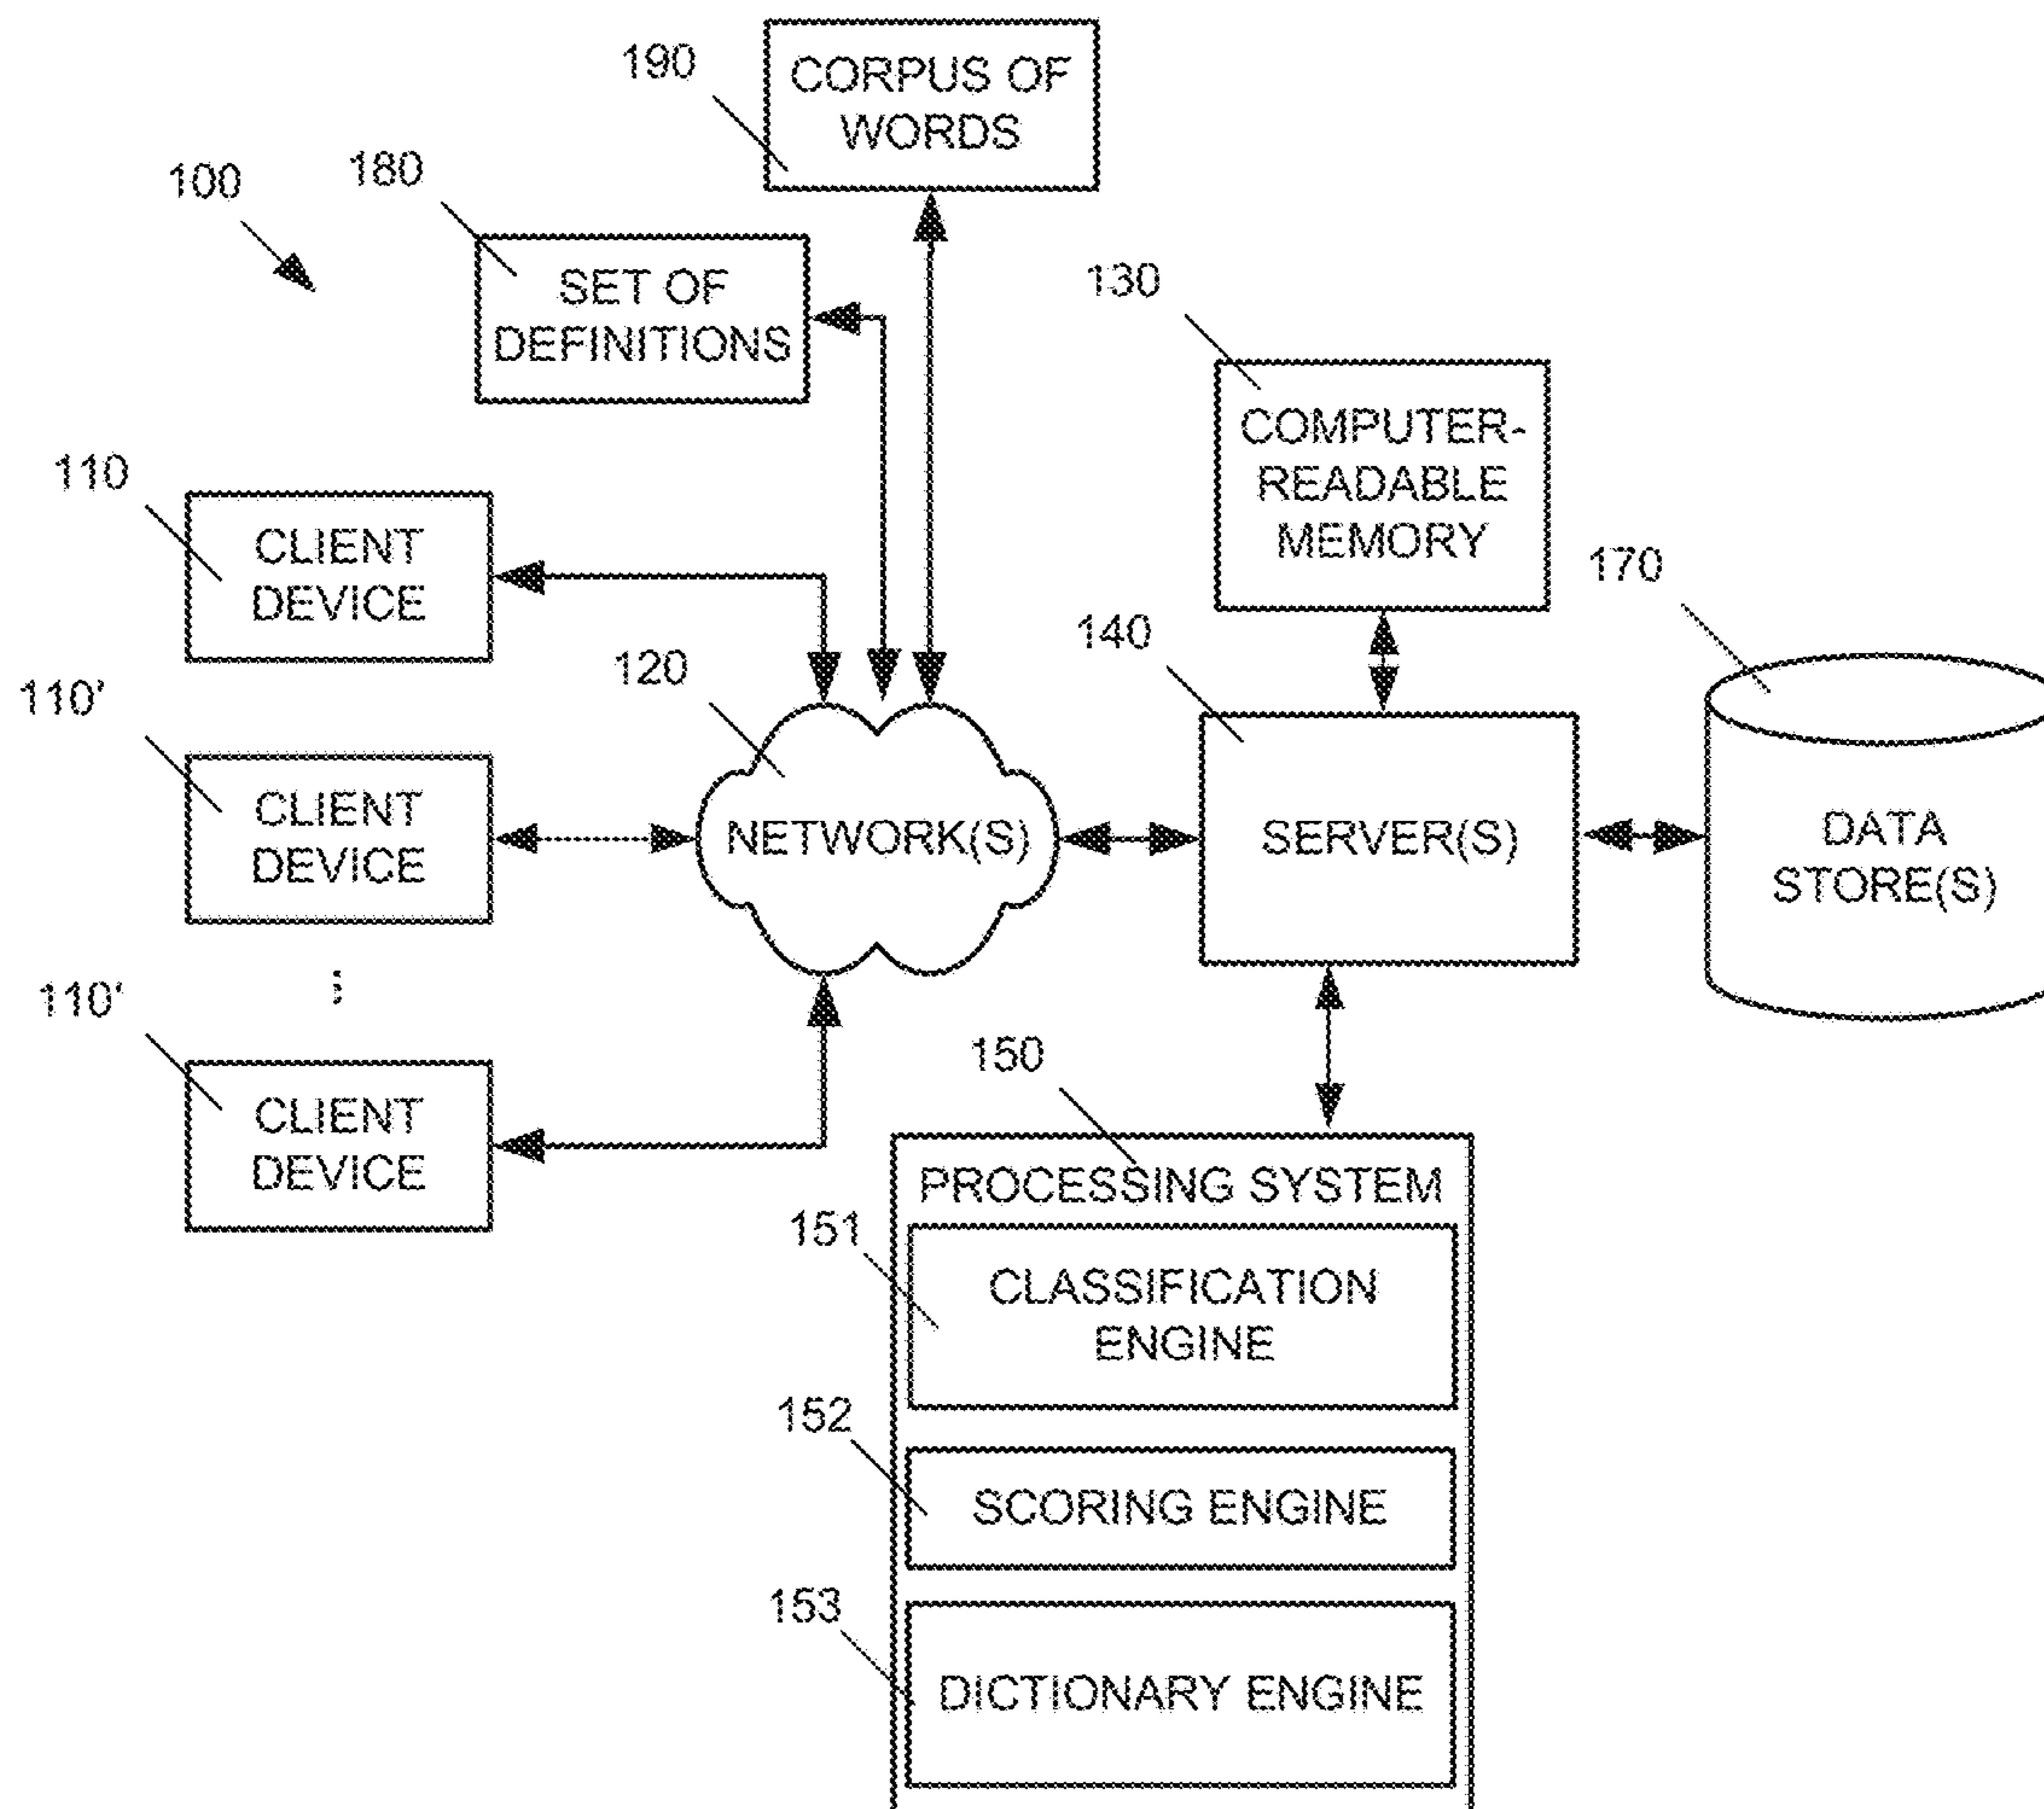 190
CORPUS OF
WORDS
100
180
SET OF
DEFINITIONS
130
COMPUTER-
READABLE
MEMORY
110
CLIENT
DEVICE
170
140
120
110'
CLIENT
DEVICE
NETWORK(S)
SERVER(S)
DATA
STORE(S)
110'
CLIENT
DEVICE
150
PROCESSING SYSTEM
151
CLASSIFICATION
ENGINE
152
SCORING ENGINE
153
DICTIONARY ENGINE